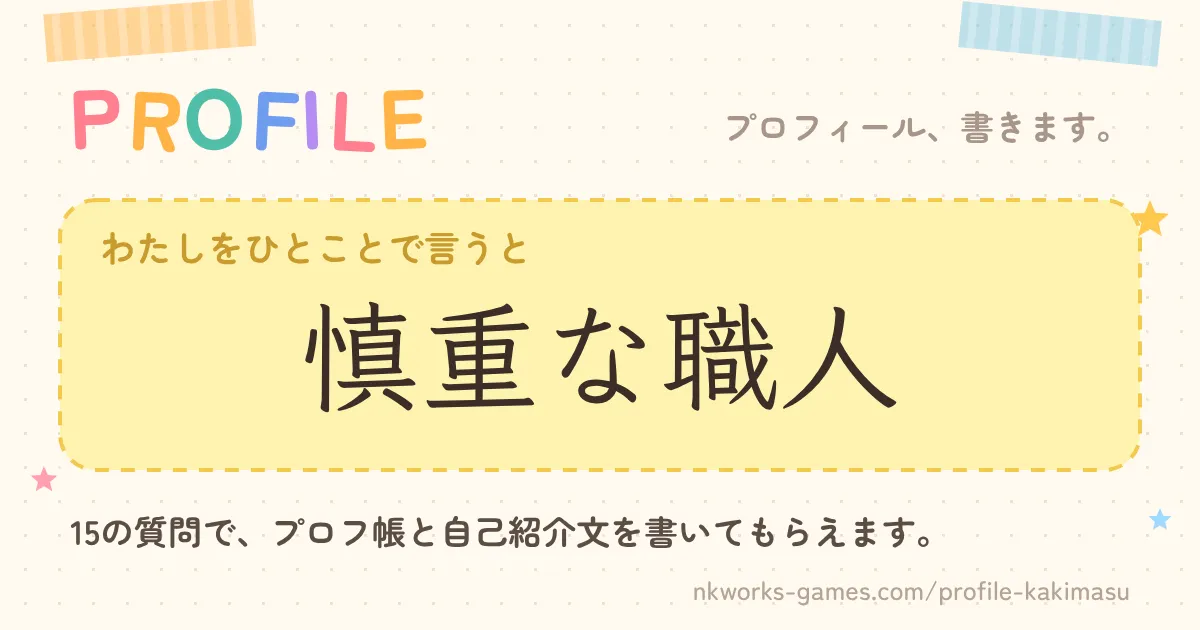 PROFILE
プロフィール、書きます。
わたしをひとことで言うと
慎重な職人
15の質問で、プロフ帳と自己紹介文を書いてもらえます。
nkworks-games.com/profile-kakimasu